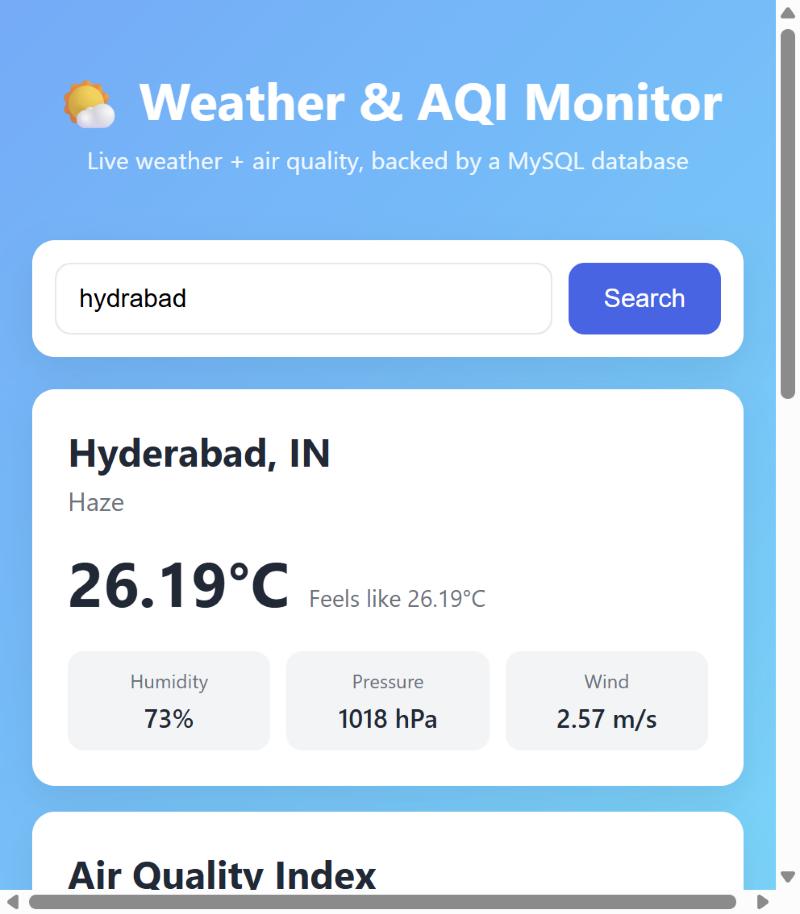 Weather & AQI Monitor
Live weather + air quality, backed by a MySQL database
hydrabad
Search
Hyderabad, IN
Haze
26.19°C
Feels like 26.19°C
Humidity
73%
Pressure
1018 hPa
Wind
2.57 m/s
Air Quality Index